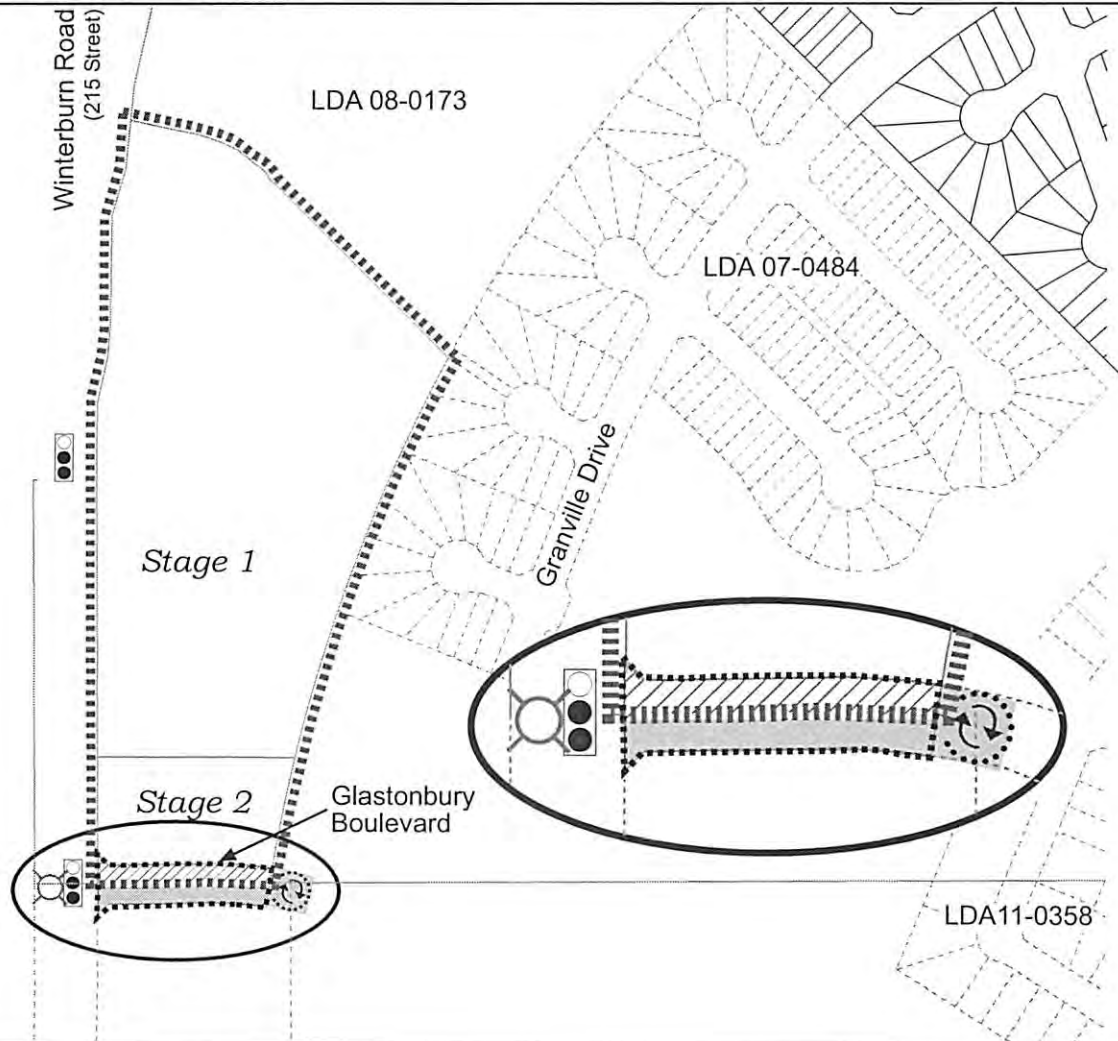 Winterburn Road
(215 Street)
LDA 08-0173
LDA 07-0484
Granville Drive
Stage 1
Stage 2
Glastonbury
Boulevard
LDA11-0358